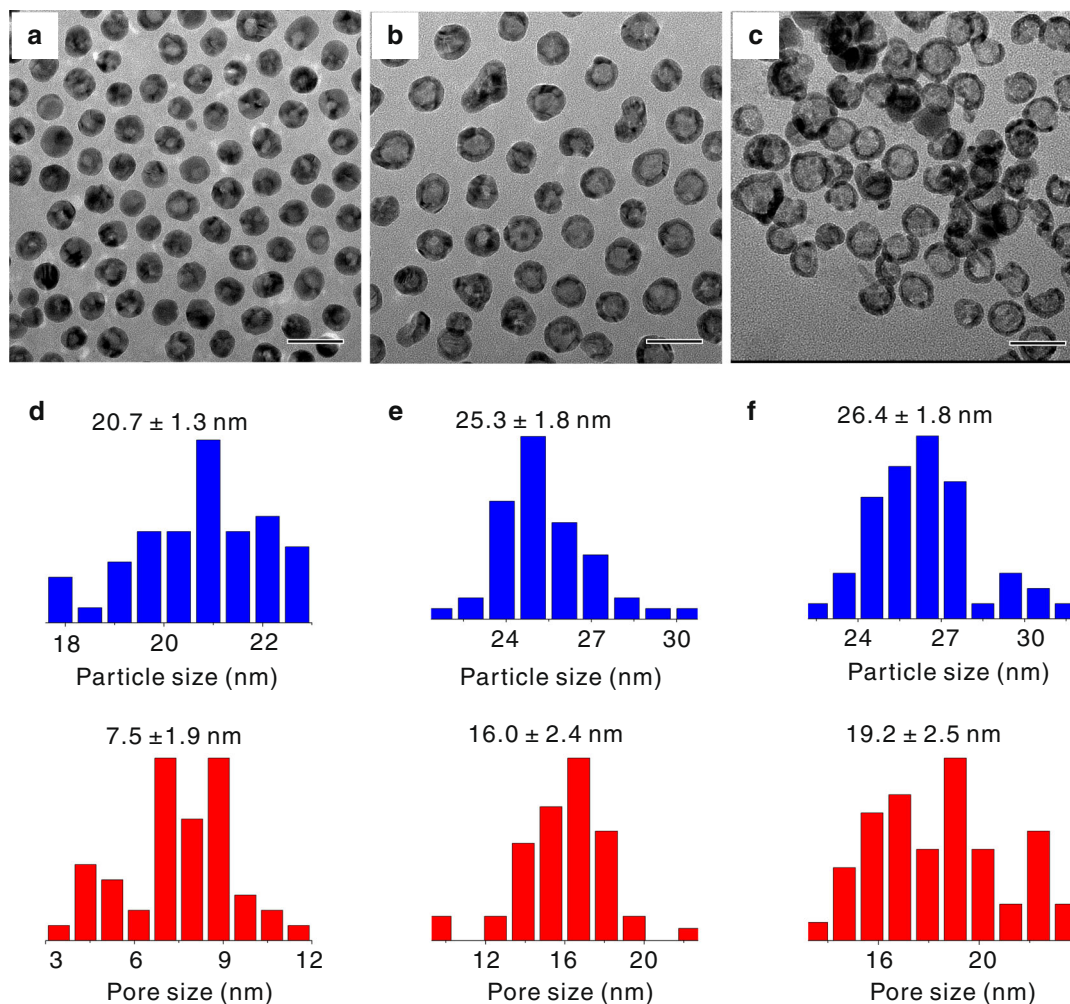 a b c
d e f
20.7 ± 1.3 nm 25.3 ± 1.8 nm 26.4 ± 1.8 nm
18 20 22 24 27 30 24 27 30
Particle size (nm) Particle size (nm) Particle size (nm)
7.5 ±1.9 nm 16.0 ± 2.4 nm 19.2 ± 2.5 nm
3 6 9 12 12 16 20 16 20
Pore size (nm) Pore size (nm) Pore size (nm)